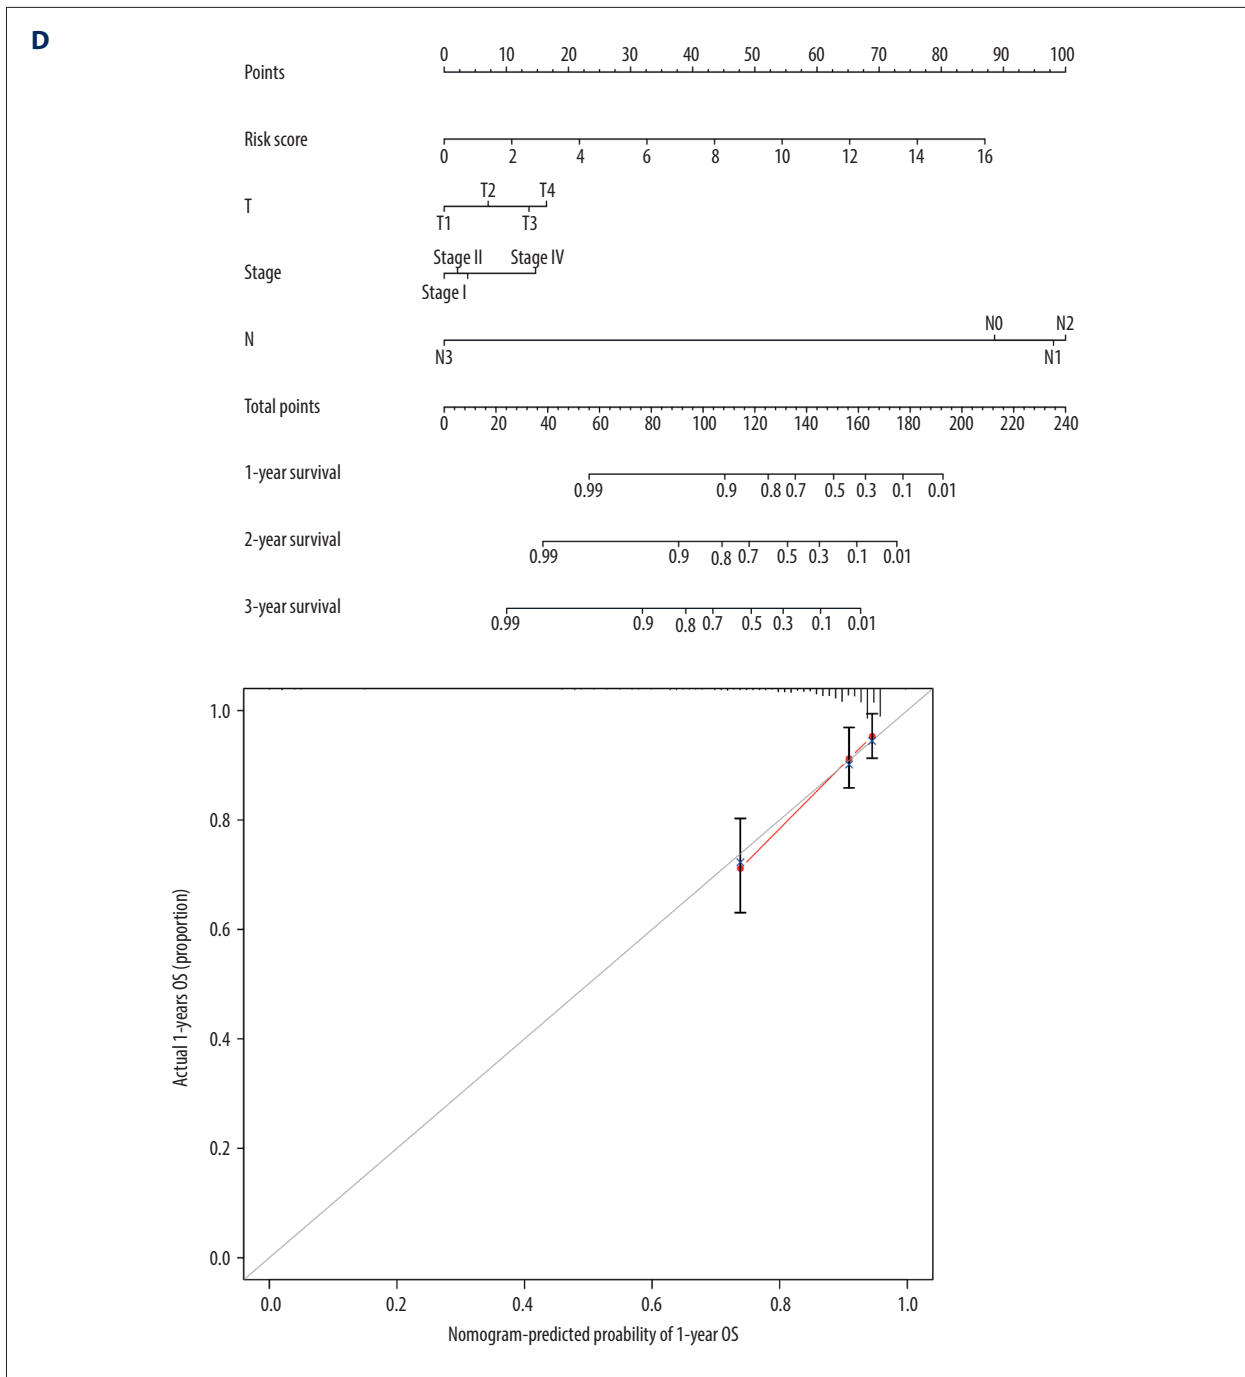 D
0 10 20 30 40 50 60 70 80 90 100
Points
Risk score
0 2 4 6 8 10 12 14 16
T2 T4
T
T1 T3
Stage II Stage IV
Stage
Stage I
N0 N2
N
N3 N1
Total points
0 20 40 60 80 100 120 140 160 180 200 220 240
1-year survival
0.99 0.9 0.8 0.7 0.5 0.3 0.1 0.01
2-year survival
0.99 0.9 0.8 0.7 0.5 0.3 0.1 0.01
3-year survival
0.99 0.9 0.8 0.7 0.5 0.3 0.1 0.01
1.0
0.8
0.6
0.4
0.2
0.0
Actual 1-years OS (proportion)
0.0 0.2 0.4 0.6 0.8 1.0
Nomogram-predicted proability of 1-year OS